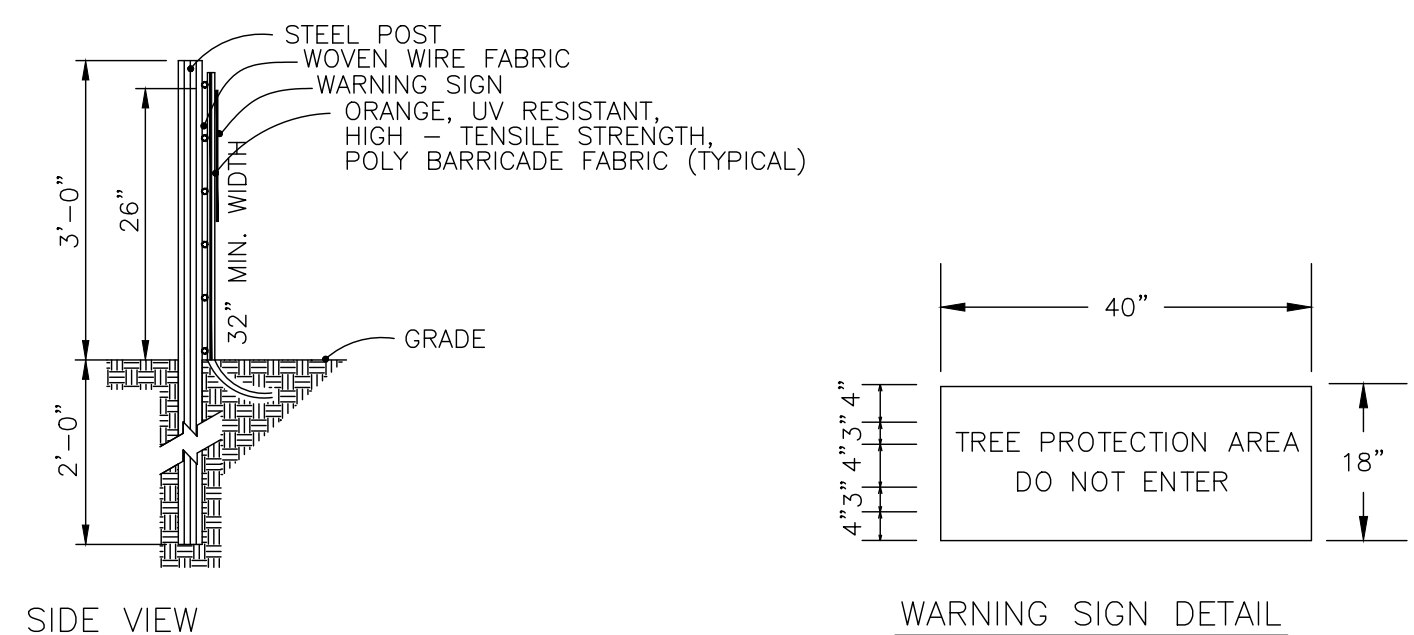 STEEL POST
WOVEN WIRE FABRIC
WARNING SIGN
ORANGE, UV RESISTANT,
HIGH – TENSILE STRENGTH,
POLY BARRICADE FABRIC (TYPICAL)
3'–0"
26"
32" MIN. WIDTH
GRADE
2'–0"
SIDE VIEW
40"
4"
3"
4"
3"
4"
TREE PROTECTION AREA
DO NOT ENTER
18"
WARNING SIGN DETAIL